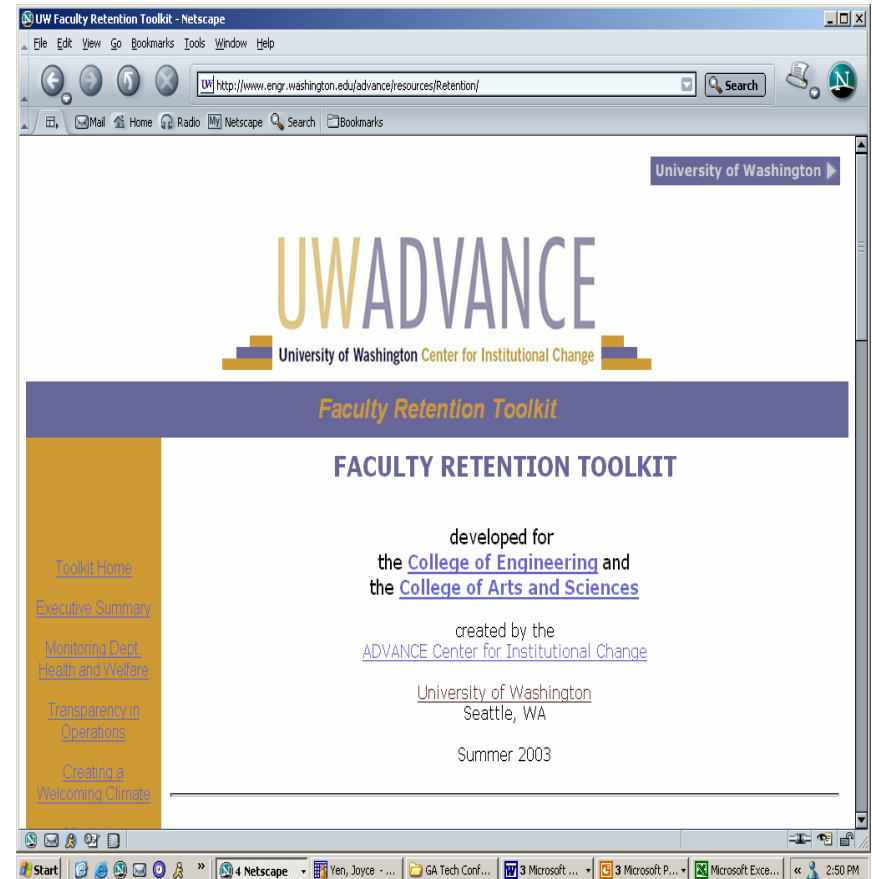 UW Faculty Retention Toolkit - Netscape
File Edit View Go Bookmarks Tools Window Help
http://www.engr.washington.edu/advance/resources/Retention/
Search
N
Mail Home Radio My Netscape Search Bookmarks
University of Washington
UWADVANCE
University of Washington Center for Institutional Change
Faculty Retention Toolkit
FACULTY RETENTION TOOLKIT
developed for
the College of Engineering and
the College of Arts and Sciences
created by the
ADVANCE Center for Institutional Change
University of Washington
Seattle, WA
Summer 2003
Toolkit Home
Executive Summary
Monitoring Dept.
Health and Welfare
Transparency in
Operations
Creating a
Welcoming Climate
Start » 4 Netscape Yen, Joyce - ... GA Tech Conf... 3 Microsoft ... 3 Microsoft P... Microsoft Exce... « 2:50 PM